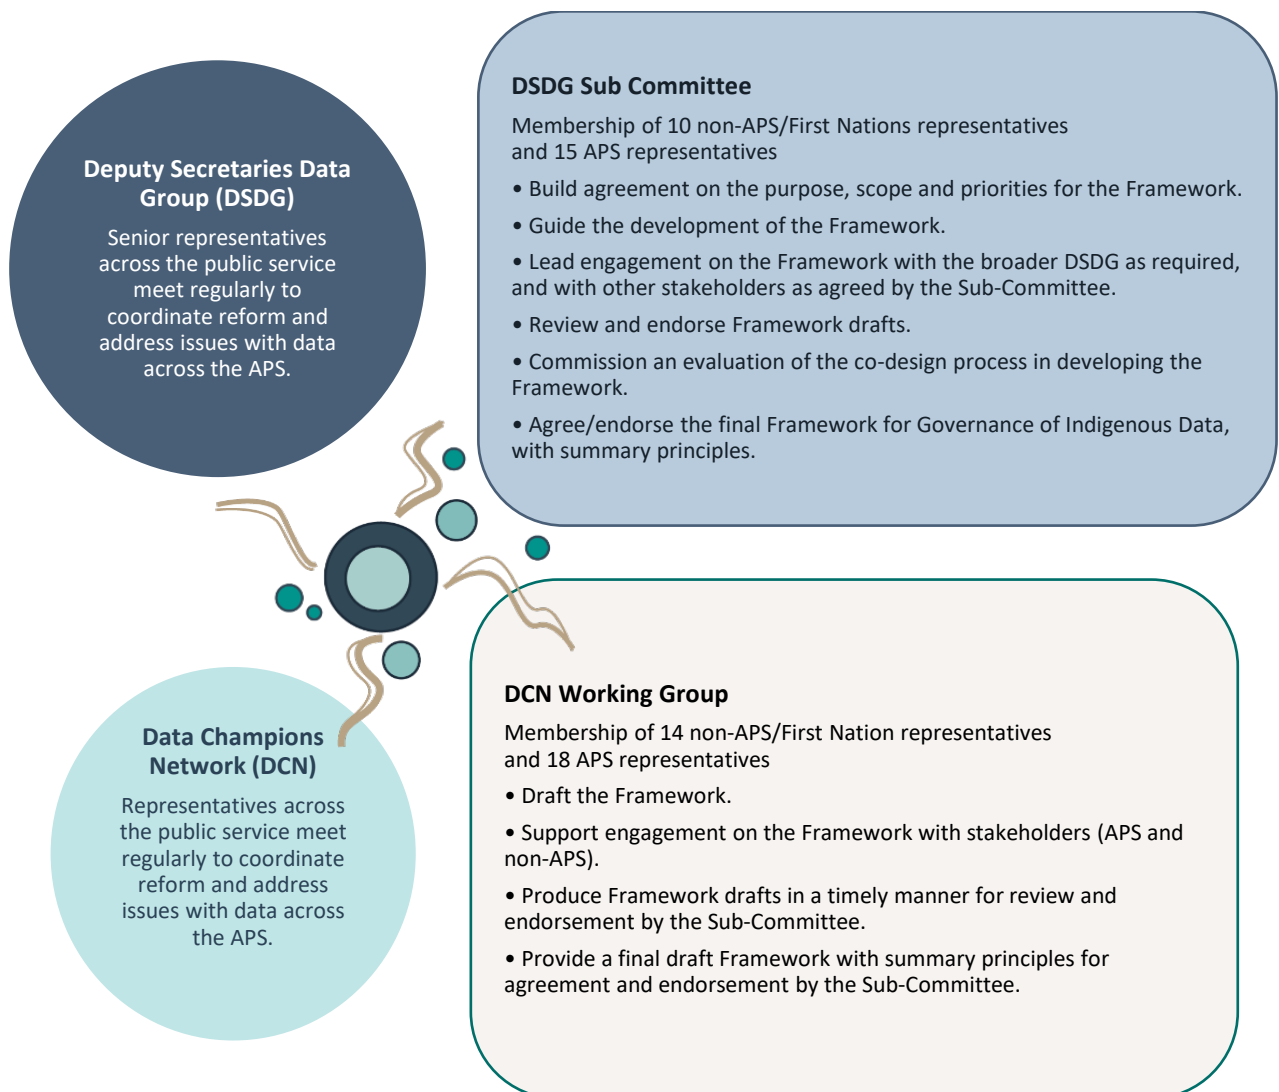 Deputy Secretaries Data
Group (DSDG)
Senior representatives
across the public service
meet regularly to
coordinate reform and
address issues with data
across the APS.
DSDG Sub Committee
Membership of 10 non-APS/First Nations representatives
and 15 APS representatives
• Build agreement on the purpose, scope and priorities for the Framework.
• Guide the development of the Framework.
• Lead engagement on the Framework with the broader DSDG as required,
and with other stakeholders as agreed by the Sub-Committee.
• Review and endorse Framework drafts.
• Commission an evaluation of the co-design process in developing the
Framework.
• Agree/endorse the final Framework for Governance of Indigenous Data,
with summary principles.
Data Champions
Network (DCN)
Representatives across
the public service meet
regularly to coordinate
reform and address
issues with data across
the APS.
DCN Working Group
Membership of 14 non-APS/First Nation representatives
and 18 APS representatives
• Draft the Framework.
• Support engagement on the Framework with stakeholders (APS and
non-APS).
• Produce Framework drafts in a timely manner for review and
endorsement by the Sub-Committee.
• Provide a final draft Framework with summary principles for
agreement and endorsement by the Sub-Committee.